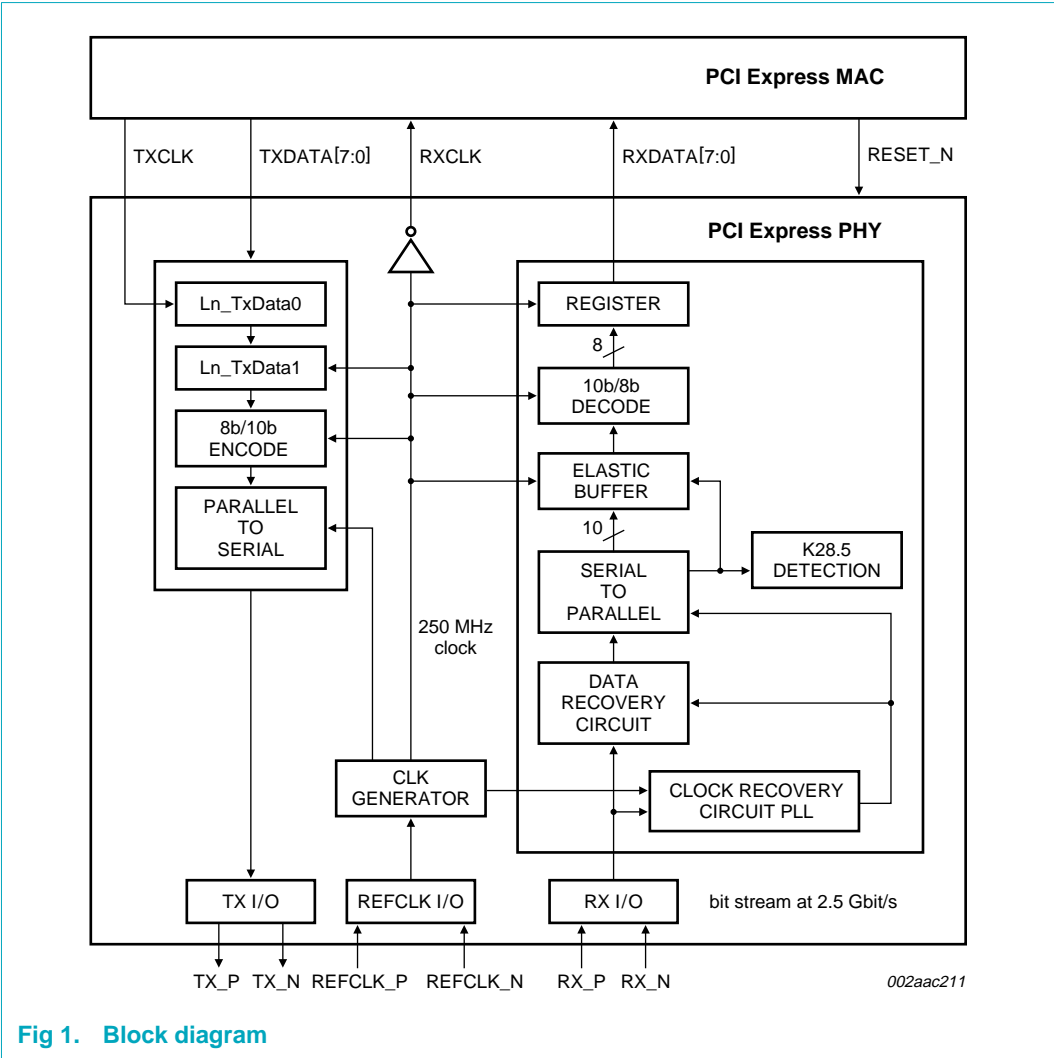 PCI Express MAC
TXCLK
TXDATA[7:0]
RXCLK
RXDATA[7:0]
RESET_N
PCI Express PHY
Ln_TxData0
Ln_TxData1
8b/10b
ENCODE
PARALLEL
TO
SERIAL
REGISTER
8
10b/8b
DECODE
ELASTIC
BUFFER
10
SERIAL
TO
PARALLEL
K28.5
DETECTION
250 MHz
clock
DATA
RECOVERY
CIRCUIT
CLK
GENERATOR
CLOCK RECOVERY
CIRCUIT PLL
TX I/O
REFCLK I/O
RX I/O
bit stream at 2.5 Gbit/s
TX_P
TX_N
REFCLK_P
REFCLK_N
RX_P
RX_N
002aac211
Fig 1. Block diagram